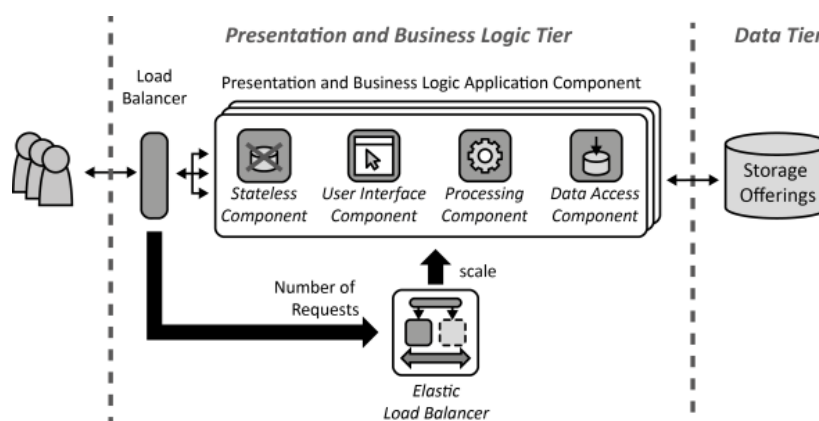 Presentation and Business Logic Tier
Data Tier
Load
Balancer
Presentation and Business Logic Application Component
Stateless
Component
User Interface
Component
Processing
Component
Data Access
Component
Storage
Offerings
Number of
Requests
scale
Elastic
Load Balancer